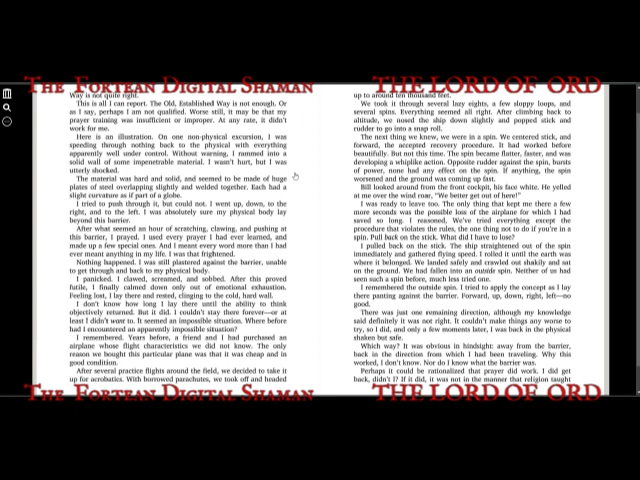 THE FORTEAN DIGITAL SHAMAN
THE LORD OF ORD
Way is not quite right.
This is all I can report. The Old, Established Way is not enough. Or
as I say, perhaps I am not qualified. Worse still, it may be that my
prayer training was insufficient or improper. At any rate, it didn't
work for me.
Here is an illustration. On one non-physical excursion, I was
speeding through nothing back to the physical with everything
apparently well under control. Without warning, I rammed into a
solid wall of some impenetrable material. I wasn't hurt, but I was
utterly shocked.
The material was hard and solid, and seemed to be made of huge
plates of steel overlapping slightly and welded together. Each had a
slight curvature as if part of a globe.
I tried to push through it, but could not. I went up, down, to the
right, and to the left. I was absolutely sure my physical body lay
beyond this barrier.
After what seemed an hour of scratching, clawing, and pushing at
this barrier, I prayed. I used every prayer I had ever learned, and
made up a few special ones. And I meant every word more than I had
ever meant anything in my life. I was that frightened.
Nothing happened. I was still plastered against the barrier, unable
to get through and back to my physical body.
I panicked. I clawed, screamed, and sobbed. After this proved
futile, I finally calmed down only out of emotional exhaustion.
Feeling lost, I lay there and rested, clinging to the cold, hard wall.
I don't know how long I lay there until the ability to think
objectively returned. But it did. I couldn't stay there forever—or at
least I didn't want to. It seemed an impossible situation. Where before
had I encountered an apparently impossible situation?
I remembered. Years before, a friend and I had purchased an
airplane whose flight characteristics we did not know. The only
reason we bought this particular plane was that it was cheap and in
good condition.
After several practice flights around the field, we decided to take it
up for acrobatics. With borrowed parachutes, we took off and headed
up to around ten thousand feet.
We took it through several lazy eights, a few sloppy loops, and
several spins. Everything seemed all right. After climbing back to
altitude, we nosed the ship down slightly and popped stick and
rudder to go into a snap roll.
The next thing we knew, we were in a spin. We centered stick, and
forward, the accepted recovery procedure. It had worked before
beautifully. But not this time. The spin became flatter, faster, and was
developing a whiplike action. Opposite rudder against the spin, bursts
of power, none had any effect on the spin. If anything, the spin
worsened and the ground was coming up fast.
Bill looked around from the front cockpit, his face white. He yelled
at me over the wind roar, "We better get out of here!"
I was ready to leave too. The only thing that kept me there a few
more seconds was the possible loss of the airplane for which I had
saved so long. I reasoned, We've tried everything except the
procedure that violates the rules, the one thing not to do if you're in a
spin. Pull back on the stick. What did I have to lose?
I pulled back on the stick. The ship straightened out of the spin
immediately and gathered flying speed. I rolled it until the earth was
where it belonged. We landed safely and crawled out shakily and sat
on the ground. We had fallen into an outside spin. Neither of us had
seen such a spin before, much less tried one.
I remembered the outside spin. I tried to apply the concept as I lay
there panting against the barrier. Forward, up, down, right, left—no
good.
There was just one remaining direction, although my knowledge
said definitely it was not right. It couldn't make things any worse to
try, so I did, and only a few moments later, I was back in the physical
shaken but safe.
Which way? It was obvious in hindsight: away from the barrier,
back in the direction from which I had been traveling. Why this
worked, I don't know. Nor do I know what the barrier was.
Perhaps it could be rationalized that prayer did work. I did get
back, didn't I? If it did, it was not in the manner that religion taught
THE FORTEAN DIGITAL SHAMAN
THE LORD OF ORD